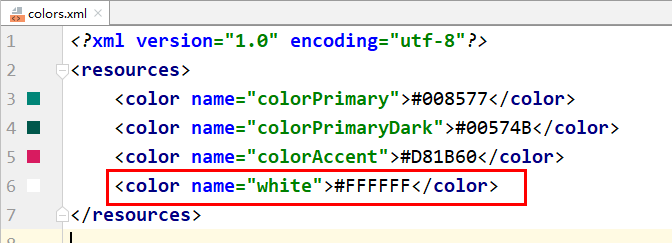 colors.xml
1 <?xml version="1.0" encoding="utf-8"?>
2 <resources>
3 <color name="colorPrimary">#008577</color>
4 <color name="colorPrimaryDark">#00574B</color>
5 <color name="colorAccent">#D81B60</color>
6 <color name="white">#FFFFFF</color>
7 </resources>
8